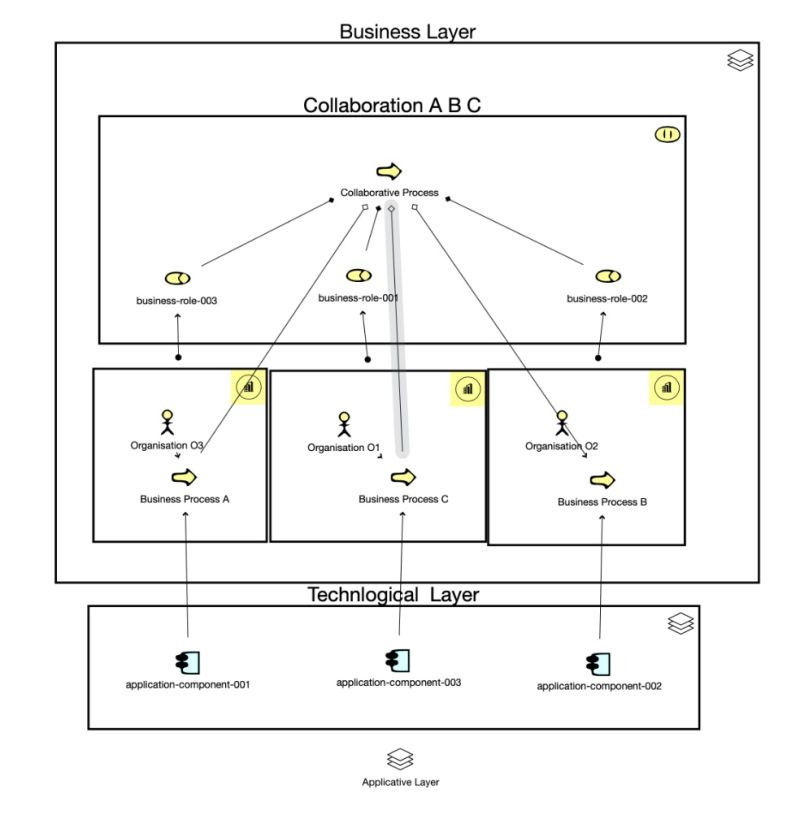 Business Layer
Collaboration A B C
Collaborative Process
business-role-003
business-role-001
business-role-002
Organisation O3
Organisation O1
Organisation O2
Business Process A
Business Process C
Business Process B
Technlogical Layer
application-component-001
application-component-003
application-component-002
Applicative Layer